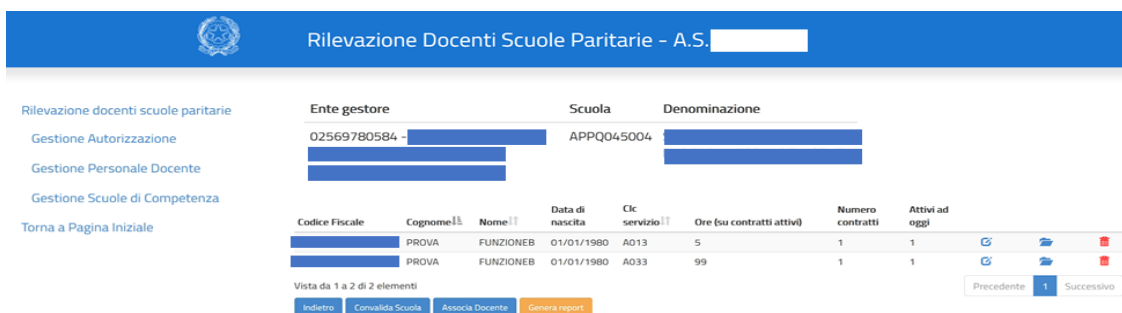 Rilevazione Docenti Scuole Paritarie - A.S.
Rilevazione docenti scuole paritarie
Gestione Autorizzazione
Gestione Personale Docente
Gestione Scuole di Competenza
Torna a Pagina Iniziale
Ente gestore Scuola Denominazione
02569780584 - APPQ045004
Codice Fiscale Cognome Nome Data di nascita Clc servizio Ore (su contratti attivi) Numero contratti Attivi ad oggi
PROVA FUNZIONEB 01/01/1980 A013 5 1 1
PROVA FUNZIONEB 01/01/1980 A033 99 1 1
Vista da 1 a 2 di 2 elementi
Precedente 1 Successivo
Indietro Convalida Scuola Associa Docente Genera report